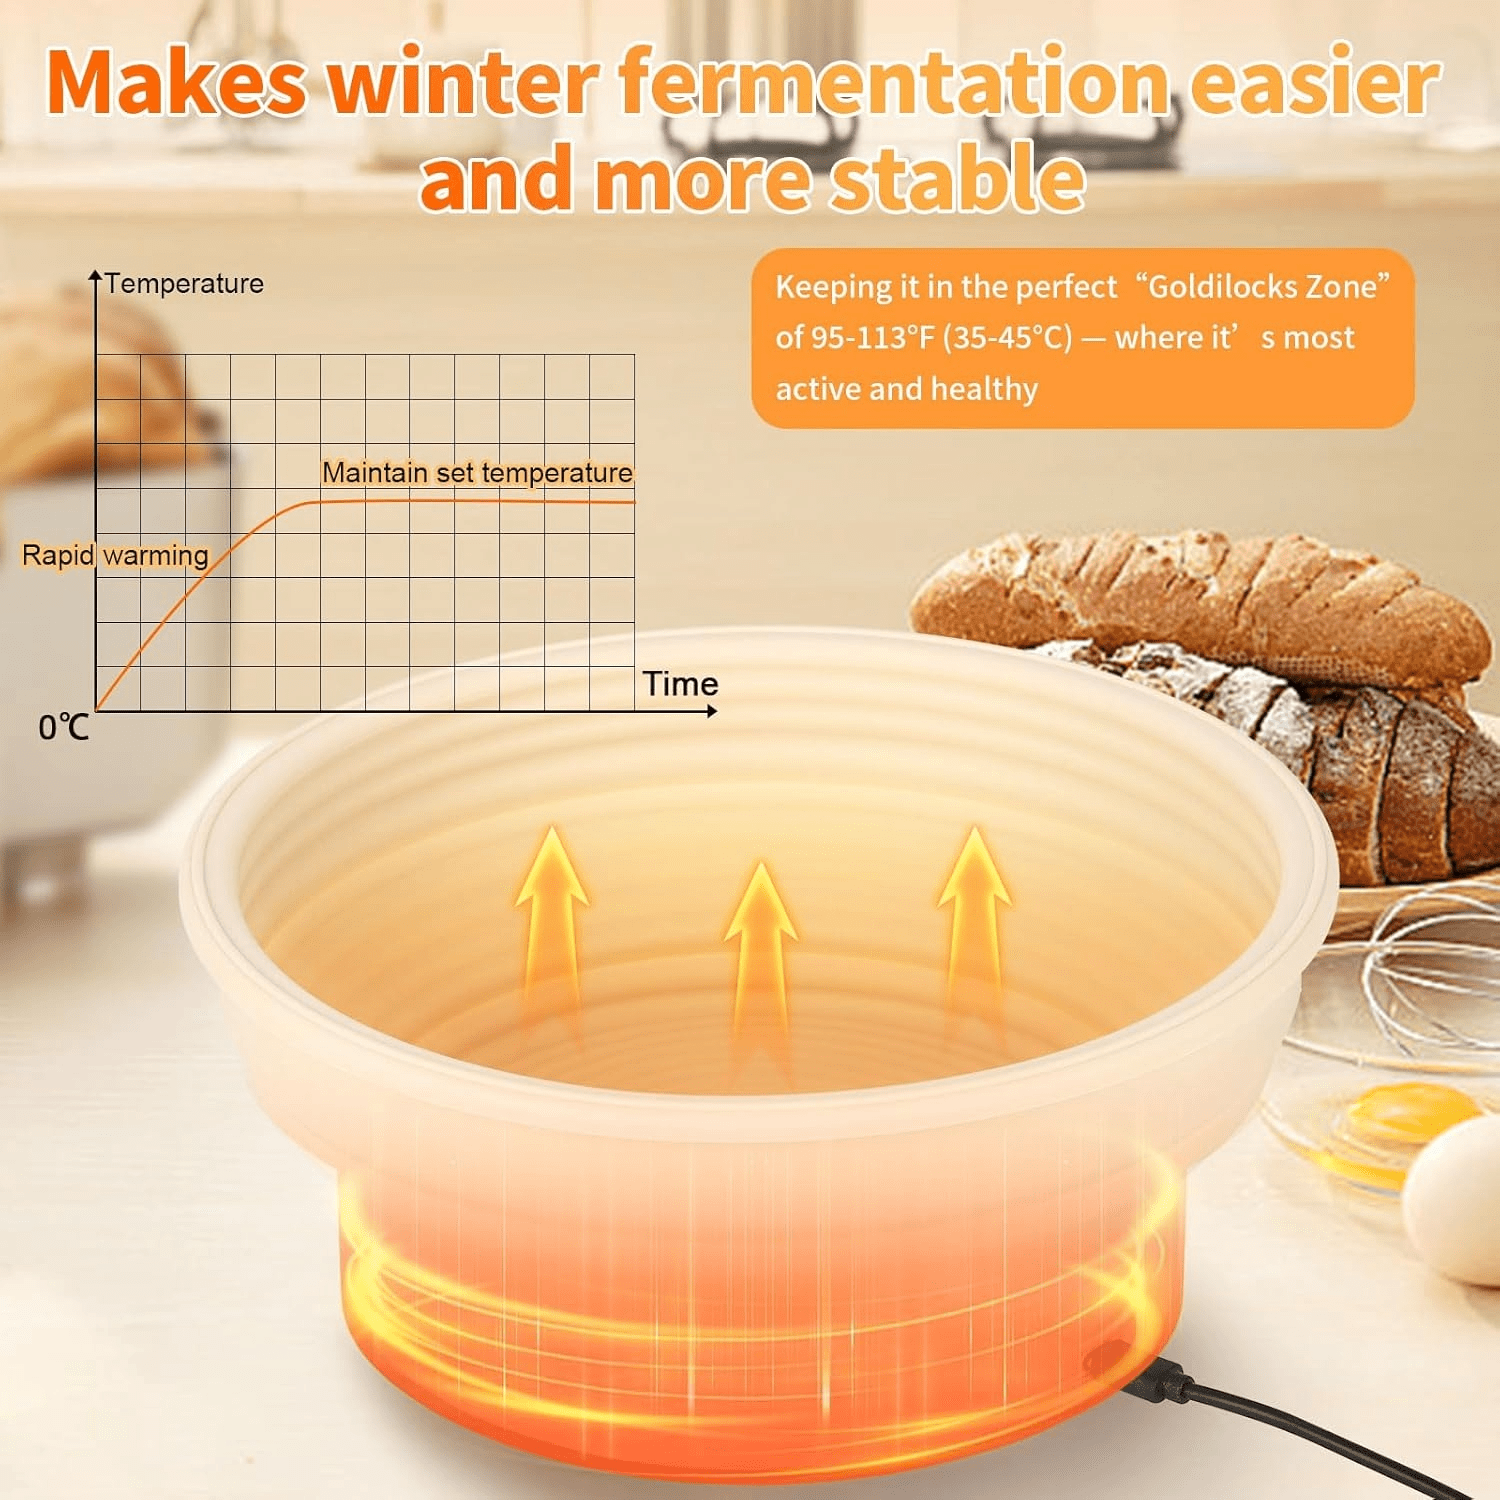 Makes winter fermentation easier
and more stable
Temperature
Keeping it in the perfect “Goldilocks Zone”
of 95-113°F (35-45°C) — where it’ s most
active and healthy
Maintain set temperature
Rapid warming
Time
0℃